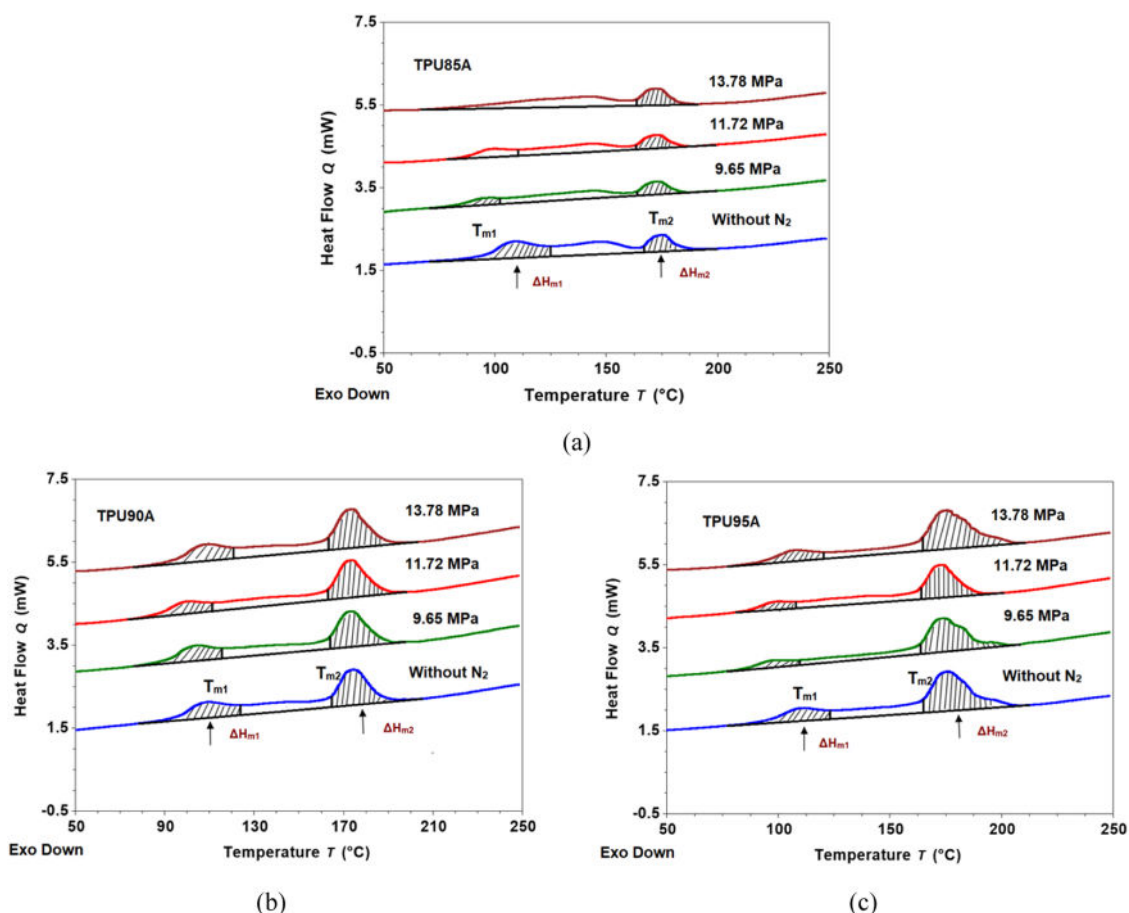 7.5
TPU85A
13.78 MPa
5.5
11.72 MPa
Heat Flow Q (mW)
3.5
9.65 MPa
Tm1
Tm2
Without N2
1.5
ΔHm1
ΔHm2
-0.5
50 100 150 200 250
Exo Down
Temperature T (°C)
(a)
7.5
TPU90A
13.78 MPa
5.5
11.72 MPa
Heat Flow Q (mW)
3.5
9.65 MPa
Tm1
Tm2
Without N2
1.5
ΔHm1
ΔHm2
-0.5
50 90 130 170 210 250
Exo Down
Temperature T (°C)
(b)
7.5
TPU95A
13.78 MPa
5.5
11.72 MPa
Heat Flow Q (mW)
3.5
9.65 MPa
Tm1
Tm2
Without N2
1.5
ΔHm1
ΔHm2
-0.5
50 100 150 200 250
Exo Down
Temperature T (°C)
(c)